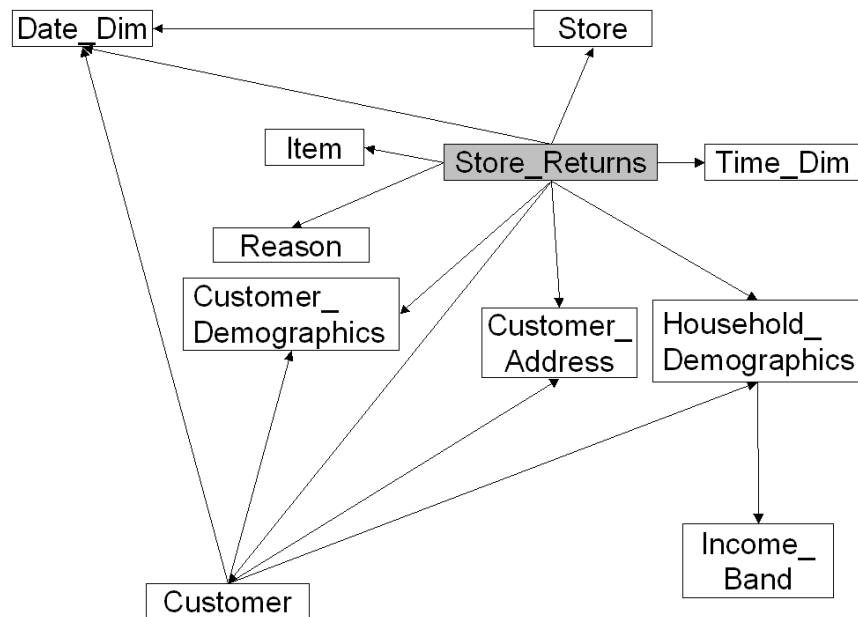 Date_Dim
Store
Item
Store_Returns
Time_Dim
Reason
Customer_
Demographics
Customer_
Address
Household_
Demographics
Income_
Band
Customer